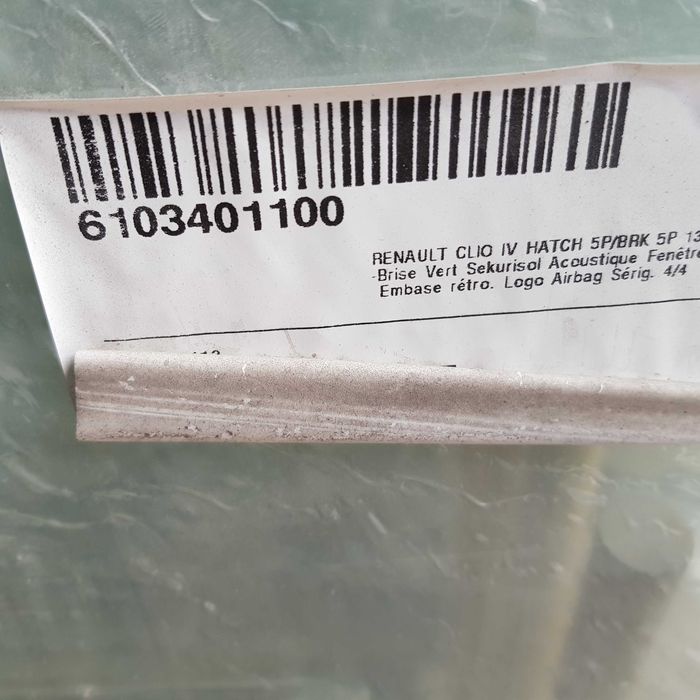 6103401100
RENAULT CLIO IV HATCH 5P/BRK 5P 13
-Brise Vert Sekurisol Acoustique Fenêtre
Embase rétro. Logo Airbag Sérig. 4/4